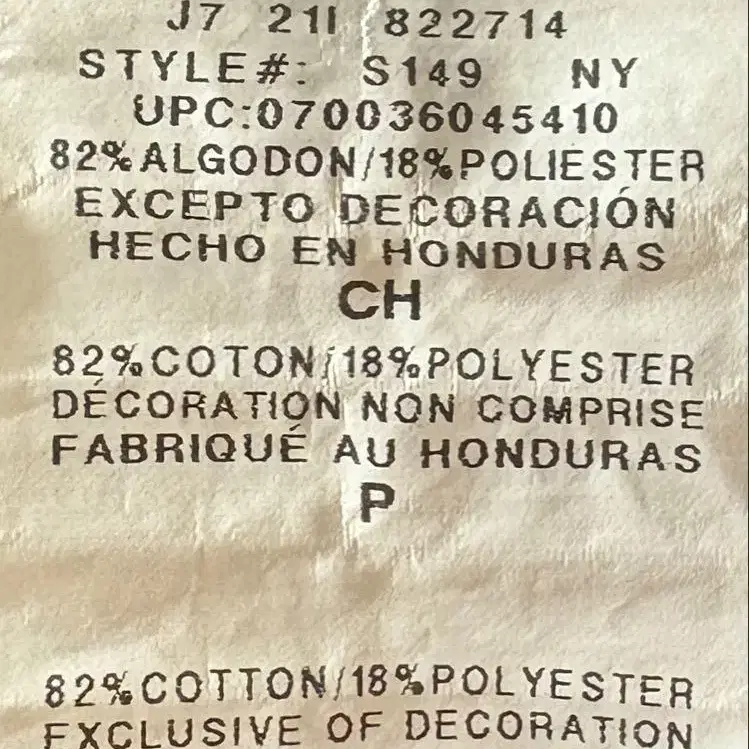 J7 21I 822714
STYLE#: S149 NY
UPC:070036045410
82%ALGODON/18%POLIESTER
EXCEPTO DECORACIÓN
HECHO EN HONDURAS
CH
82%COTON/18%POLYESTER
DÉCORATION NON COMPRISE
FABRIQUÉ AU HONDURAS
P
82%COTTON/18%POLYESTER
EXCLUSIVE OF DECORATION